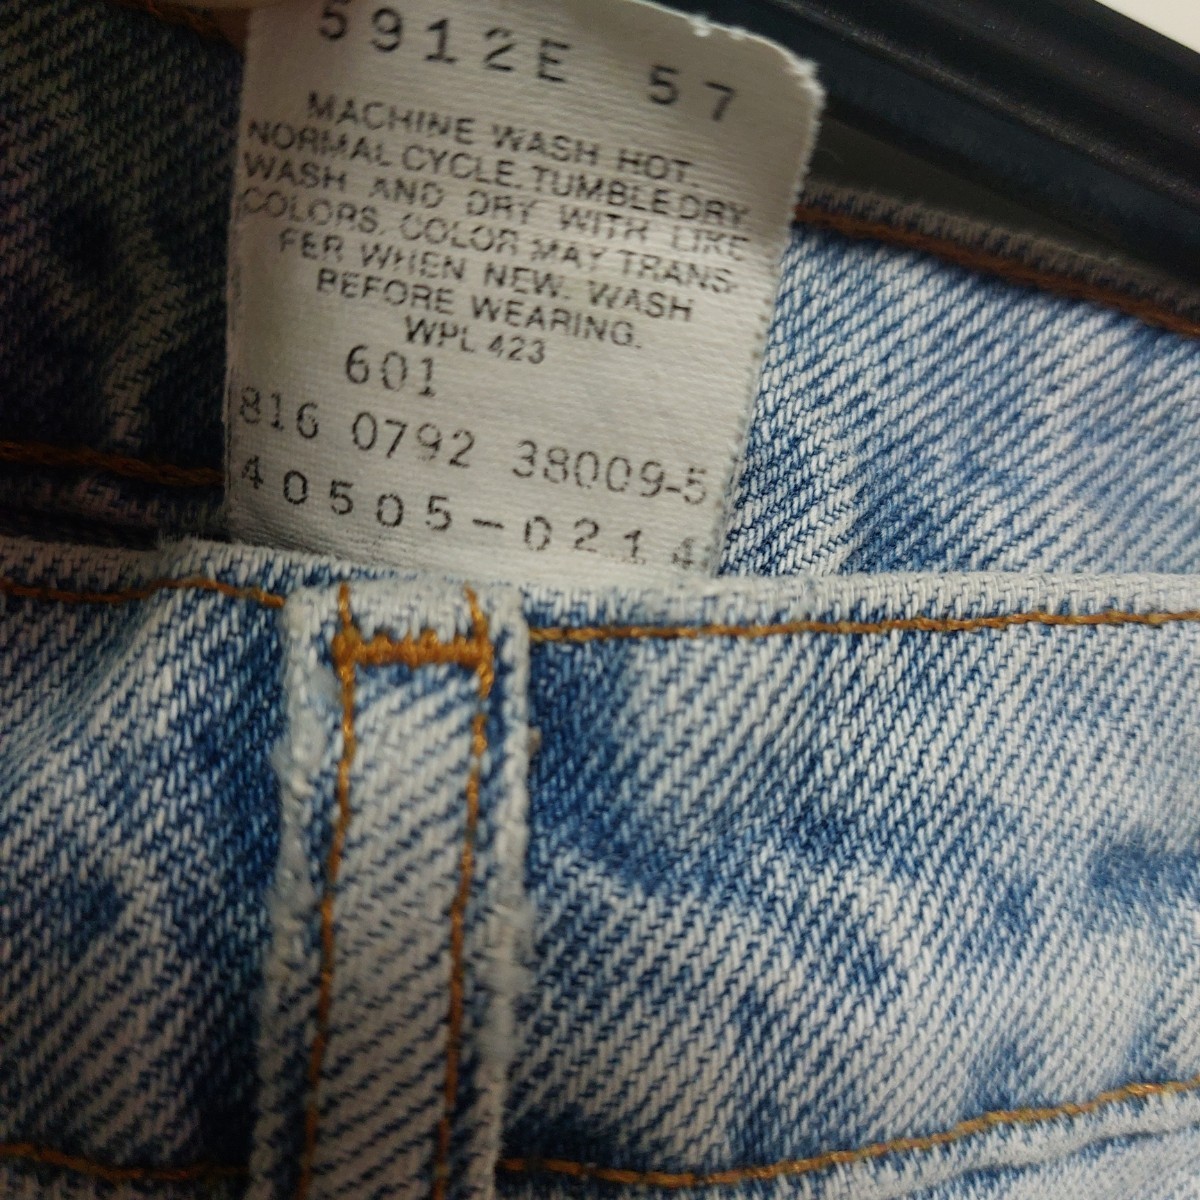 5912E 57
MACHINE WASH HOT.
NORMAL CYCLE. TUMBLE DRY
WASH AND DRY WITH LIKE
COLORS. COLOR MAY TRANS-
FER WHEN NEW. WASH
BEFORE WEARING.
WPL 423
601
816 0792 38009-5
40505-0214